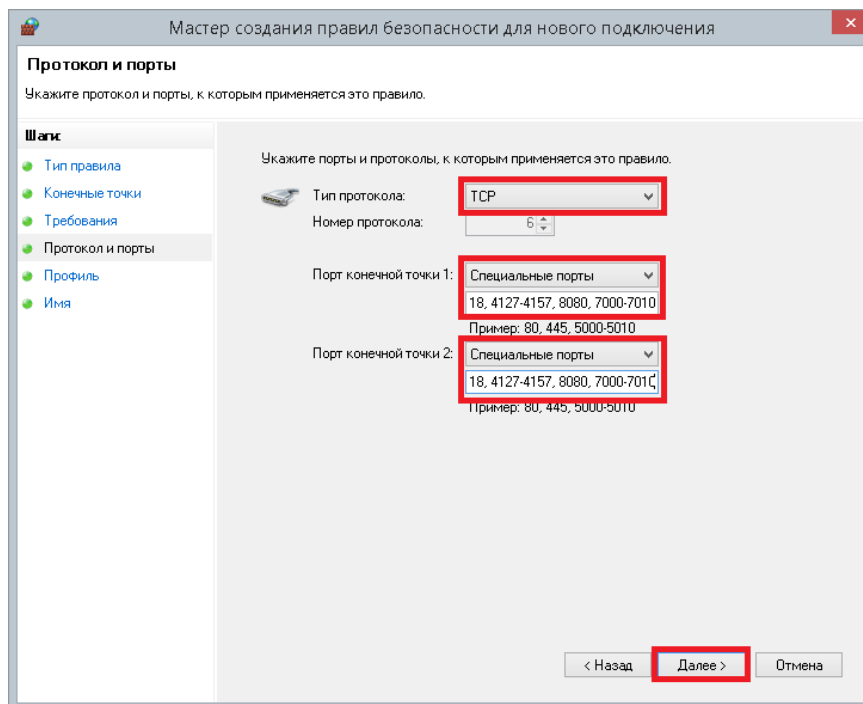 Мастер создания правил безопасности для нового подключения
Протокол и порты
Укажите протокол и порты, к которым применяется это правило.
Шаги:
Тип правила
Конечные точки
Требования
Протокол и порты
Профиль
Имя
Укажите порты и протоколы, к которым применяется это правило.
Тип протокола: TCP
Номер протокола: 6
Порт конечной точки 1: Специальные порты
18, 4127-4157, 8080, 7000-7010
Пример: 80, 445, 5000-5010
Порт конечной точки 2: Специальные порты
18, 4127-4157, 8080, 7000-7010
Пример: 80, 445, 5000-5010
< Назад Далее > Отмена